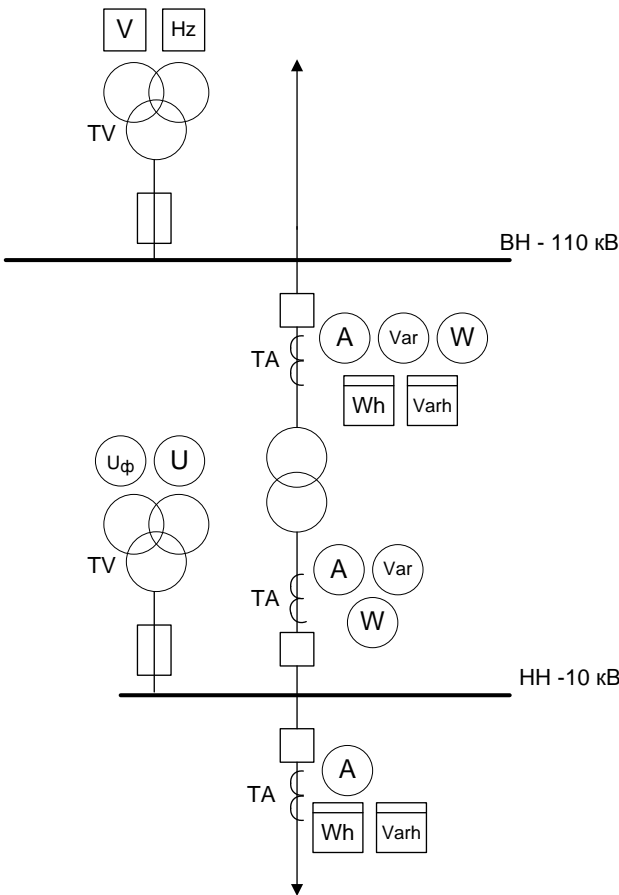 V Hz
TV
ВН - 110 кВ
A Var W
TA
Wh Varh
Uф U
TV
A Var
TA
W
НН -10 кВ
A
TA
Wh Varh